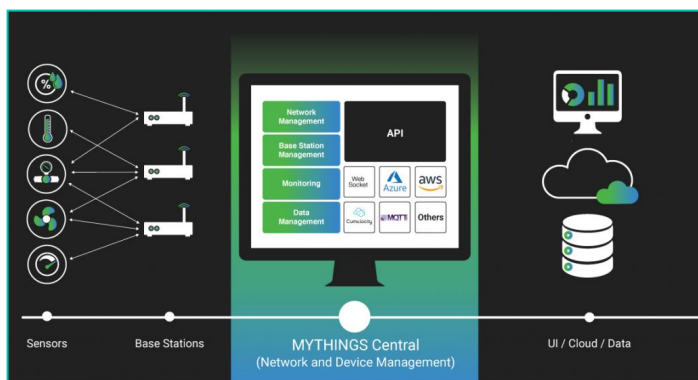 %
Network
Management
Base Station
Management
Monitoring
Data
Management
API
Web
Socket
Azure
aws
Cumulocity
MQTT
Others
Sensors
Base Stations
MYTHINGS Central
(Network and Device Management)
UI / Cloud / Data